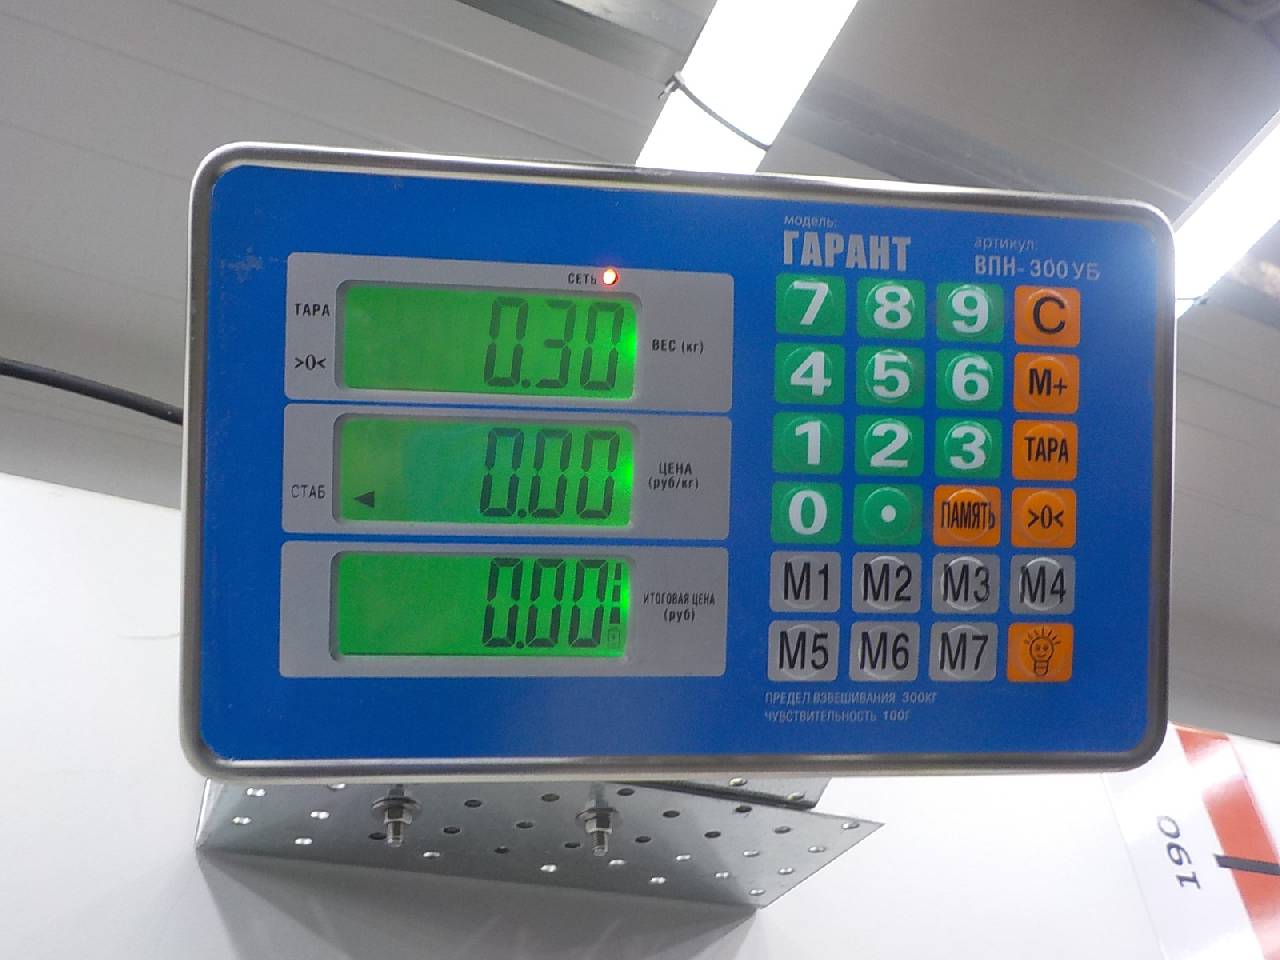 модель:
ГАРАНТ
артикул:
ВПН-300УБ
СЕТЬ
ТАРА
>0<
0.30
ВЕС (кг)
СТАБ
0.00
ЦЕНА
(руб/кг)
0.00
ИТОГОВАЯ ЦЕНА
(руб)
7 8 9 C
4 5 6 M+
1 2 3 ТАРА
0 . ПАМЯТЬ >0<
M1 M2 M3 M4
M5 M6 M7
ПРЕДЕЛ ВЗВЕШИВАНИЯ 300КГ
ЧУВСТВИТЕЛЬНОСТЬ 100Г
190